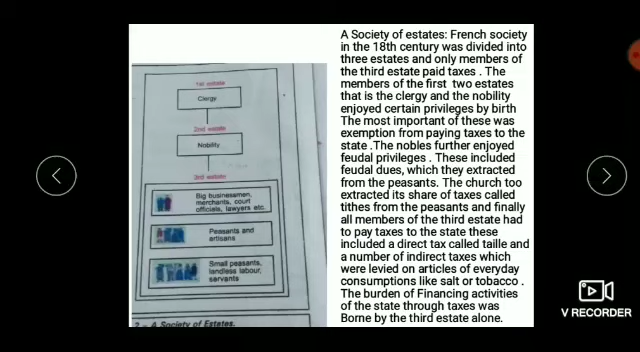 1st estate
Clergy
2nd estate
Nobility
3rd estate
Big businessmen,
merchants, court
officials, lawyers etc.
Peasants and
artisans
Small peasants,
landless labour,
servants
2 – A Society of Estates.
A Society of estates: French society
in the 18th century was divided into
three estates and only members of
the third estate paid taxes . The
members of the first two estates
that is the clergy and the nobility
enjoyed certain privileges by birth
The most important of these was
exemption from paying taxes to the
state .The nobles further enjoyed
feudal privileges . These included
feudal dues, which they extracted
from the peasants. The church too
extracted its share of taxes called
tithes from the peasants and finally
all members of the third estate had
to pay taxes to the state these
included a direct tax called taille and
a number of indirect taxes which
were levied on articles of everyday
consumptions like salt or tobacco .
The burden of Financing activities
of the state through taxes was
Borne by the third estate alone.
V RECORDER